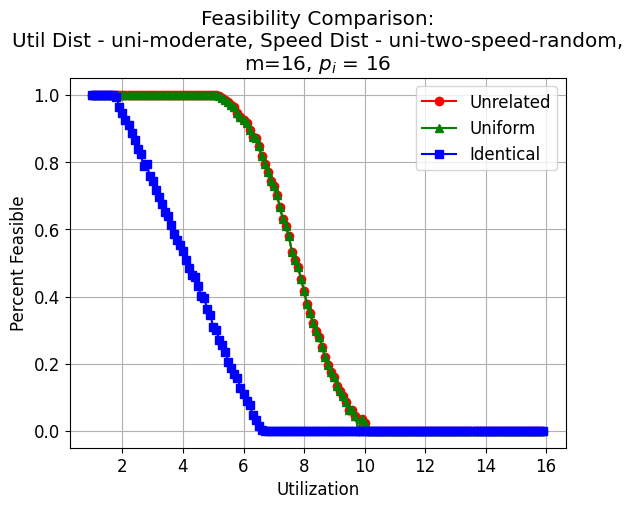 Feasibility Comparison:
Util Dist - uni-moderate, Speed Dist - uni-two-speed-random,
m=16, $p_i$ = 16
Unrelated
Uniform
Identical
Percent Feasible
1.0
0.8
0.6
0.4
0.2
0.0
2 4 6 8 10 12 14 16
Utilization